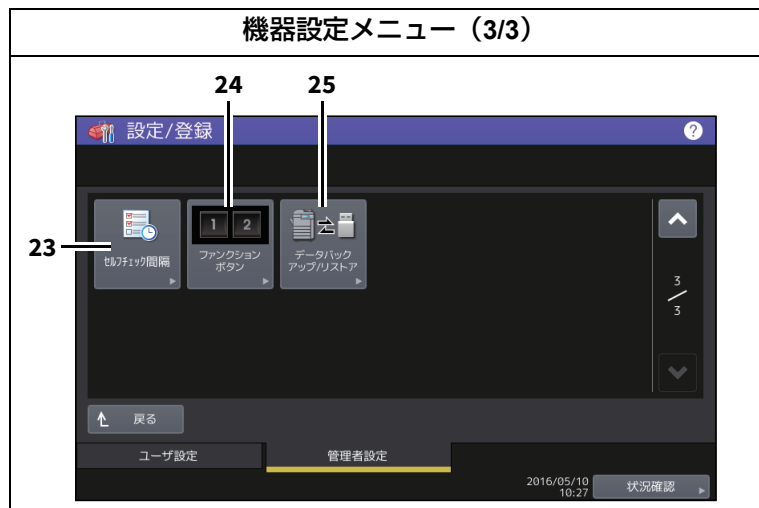 機器設定メニュー（3/3）
24 25
設定/登録 ?
23
1 2
ｾﾙﾌﾁｪｯｸ間隔
ファンクション
ボタン
データバック
アップ/リストア
3
3
戻る
ユーザ設定 管理者設定
2016/05/10
10:27
状況確認